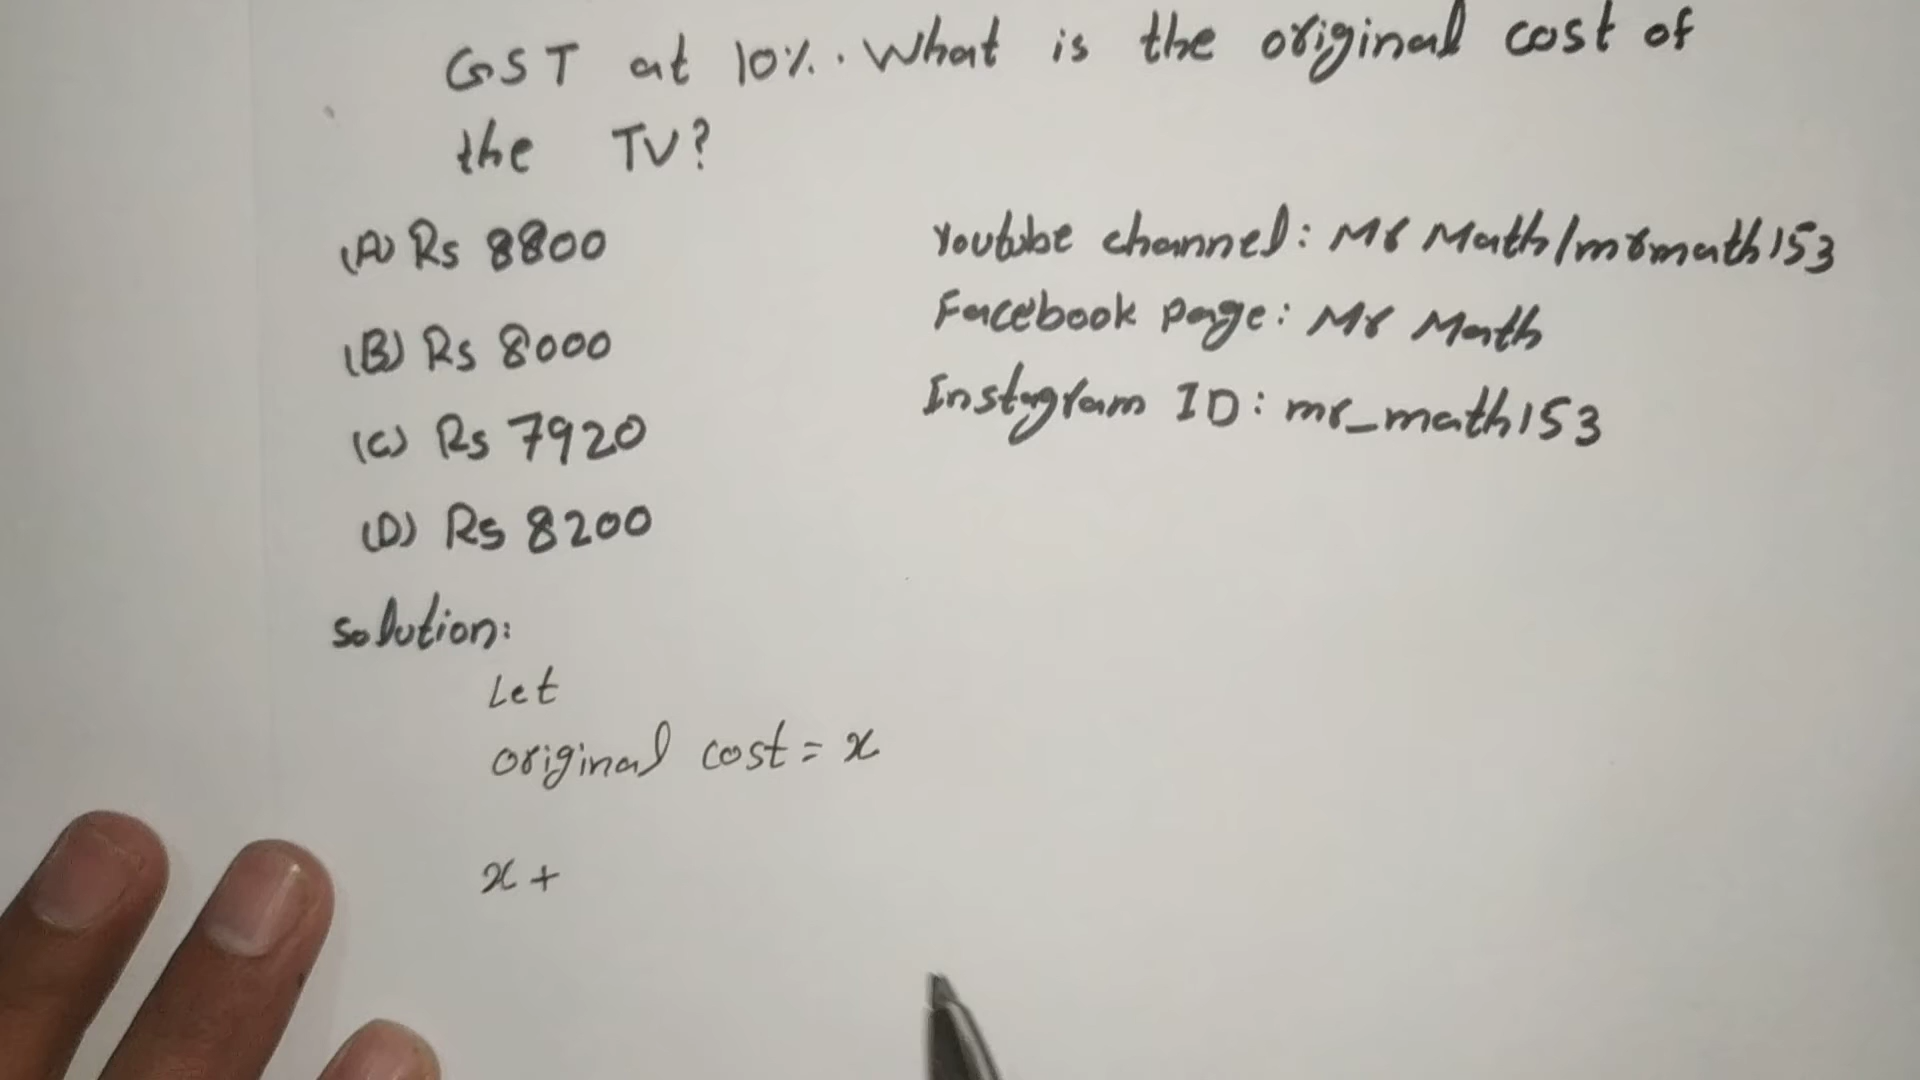 GST at 10%. What is the original cost of
the TV?
(A) Rs 8800
(B) Rs 8000
(C) Rs 7920
(D) Rs 8200
Youtube channel: Mr Math/mrmath153
Facebook page: Mr Math
Instagram ID: mr_math153
Solution:
Let
original cost = x
x +